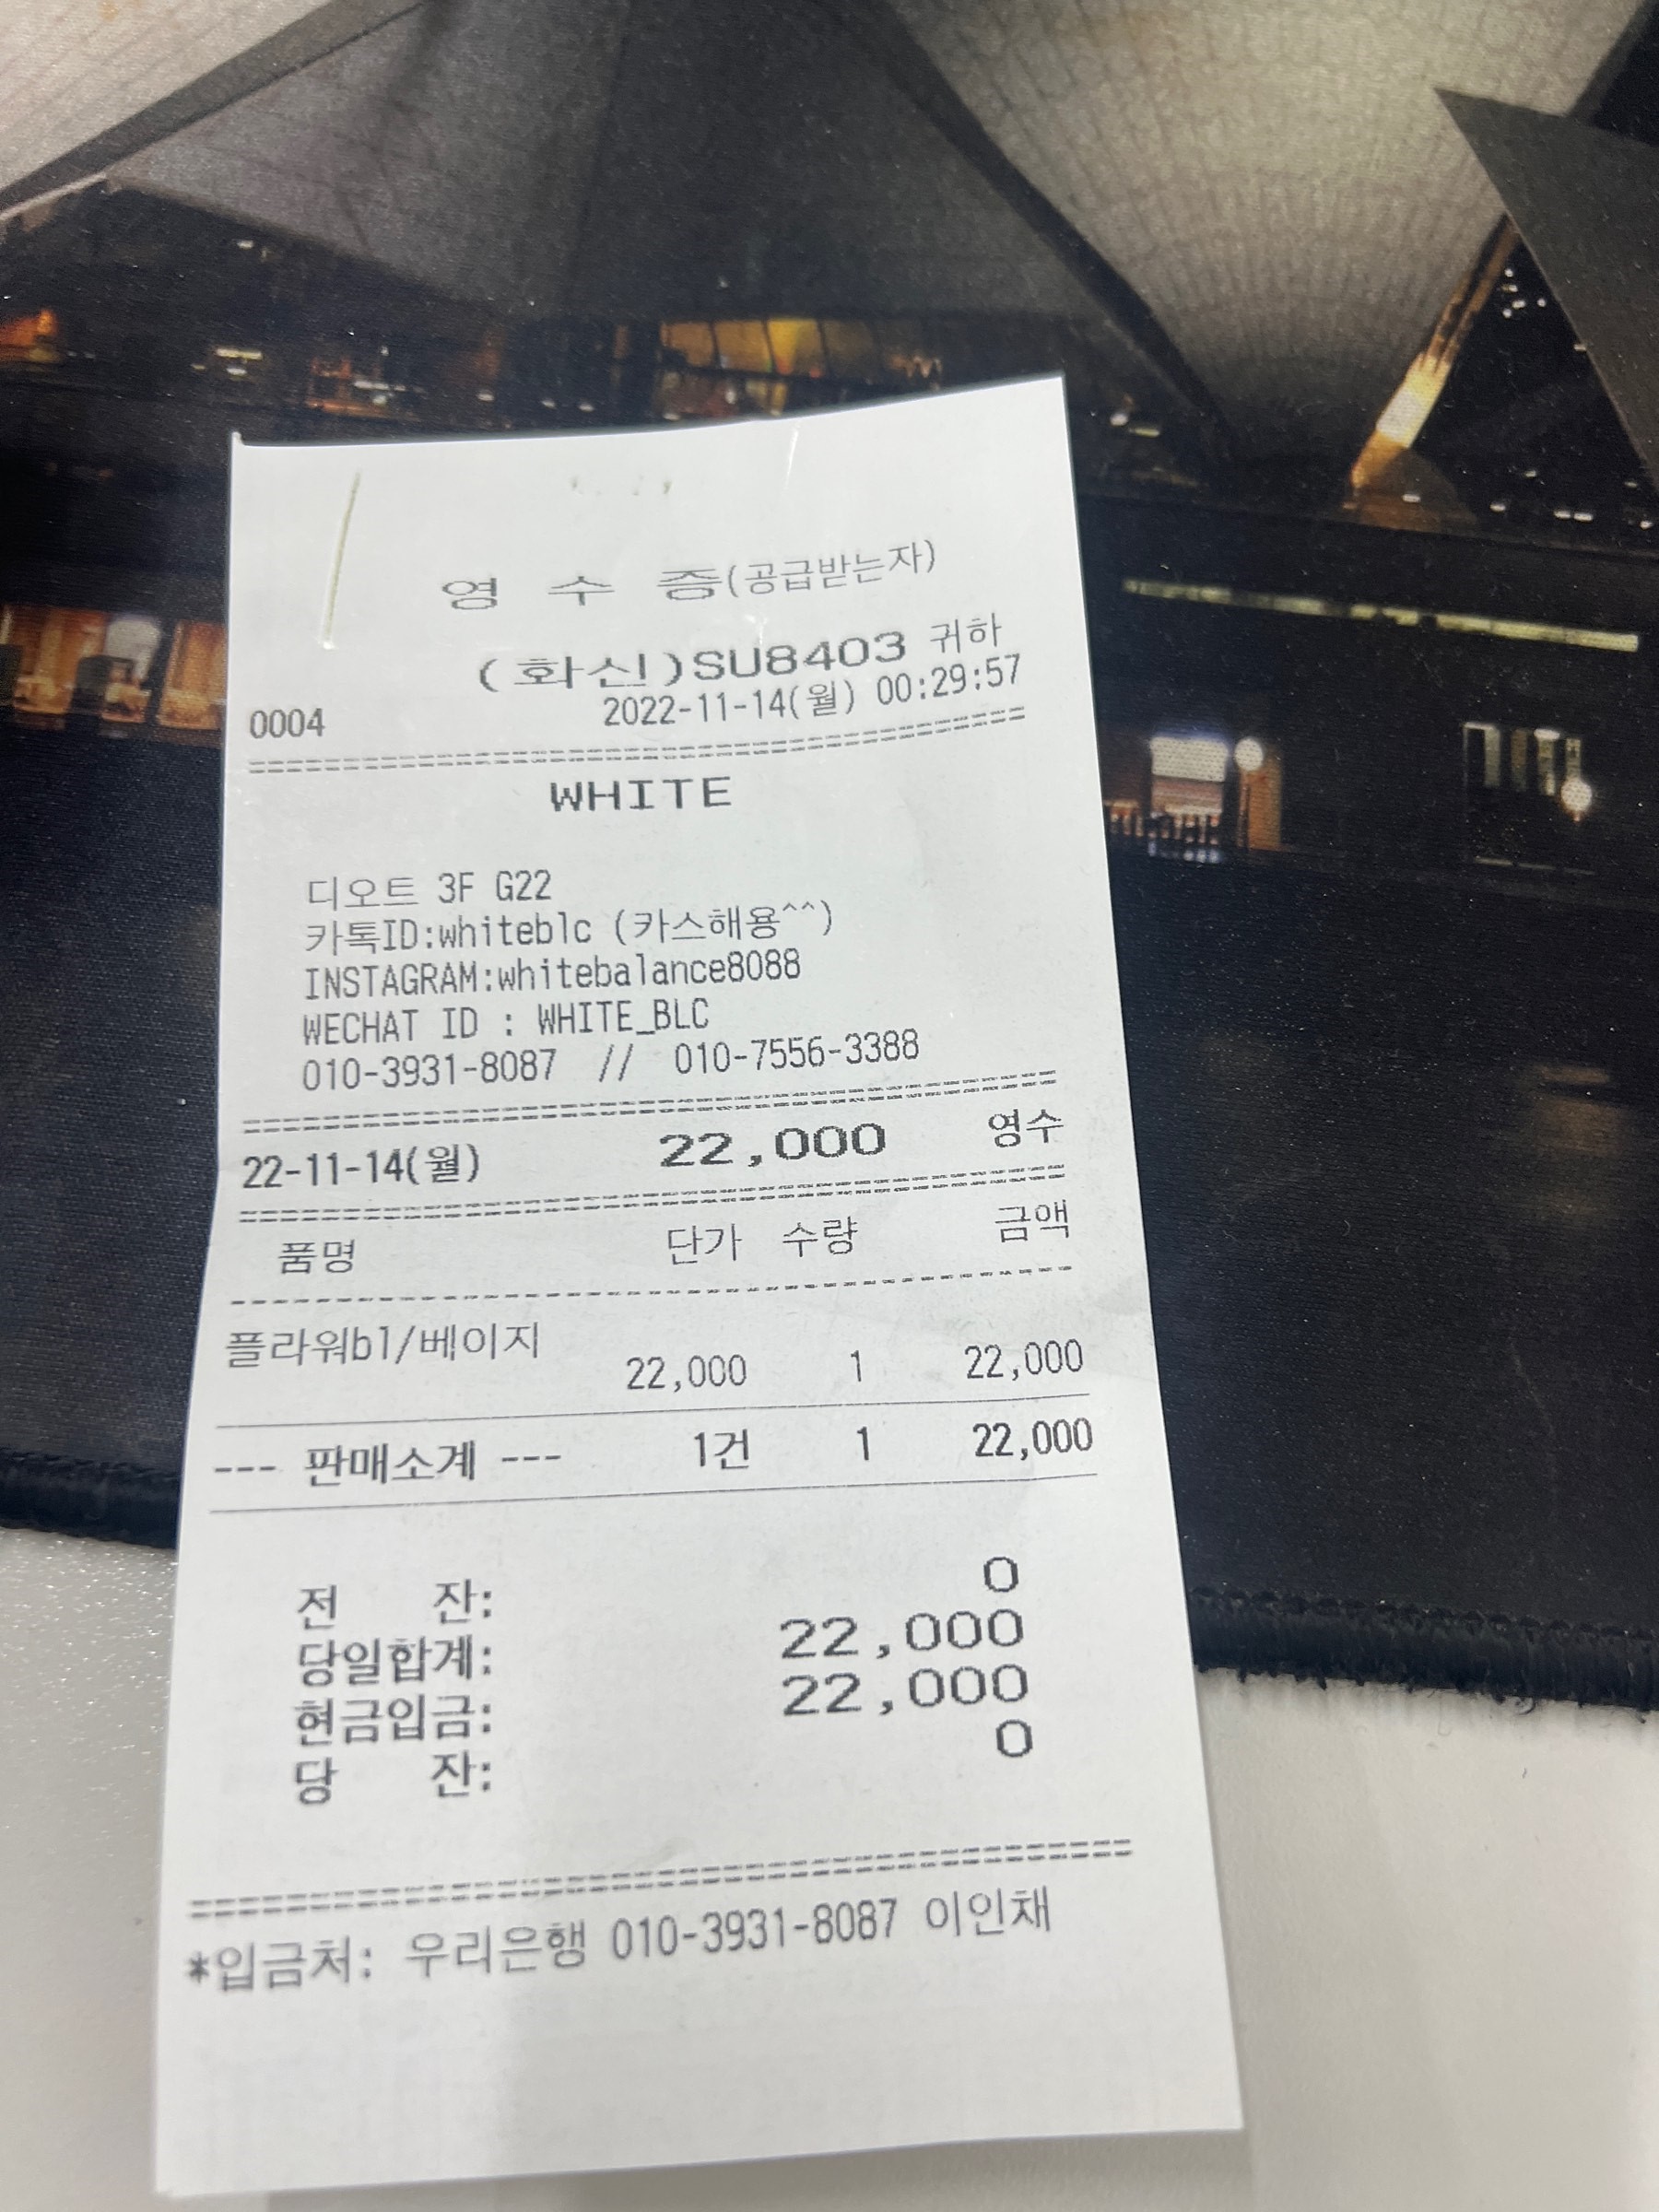 영 수 증(공급받는자)
(화신)SU8403 귀하
0004 2022-11-14(월) 00:29:57
WHITE
디오트 3F G22
카톡ID:whiteblc (카스해용^^)
INSTAGRAM:whitebalance8088
WECHAT ID : WHITE_BLC
010-3931-8087 // 010-7556-3388
22-11-14(월) 22,000 영수
품명 단가 수량 금액
플라워bl/베이지
22,000 1 22,000
--- 판매소계 --- 1건 1 22,000
전 잔: 0
당일합계: 22,000
현금입금: 22,000
당 잔: 0
*입금처: 우리은행 010-3931-8087 이인채